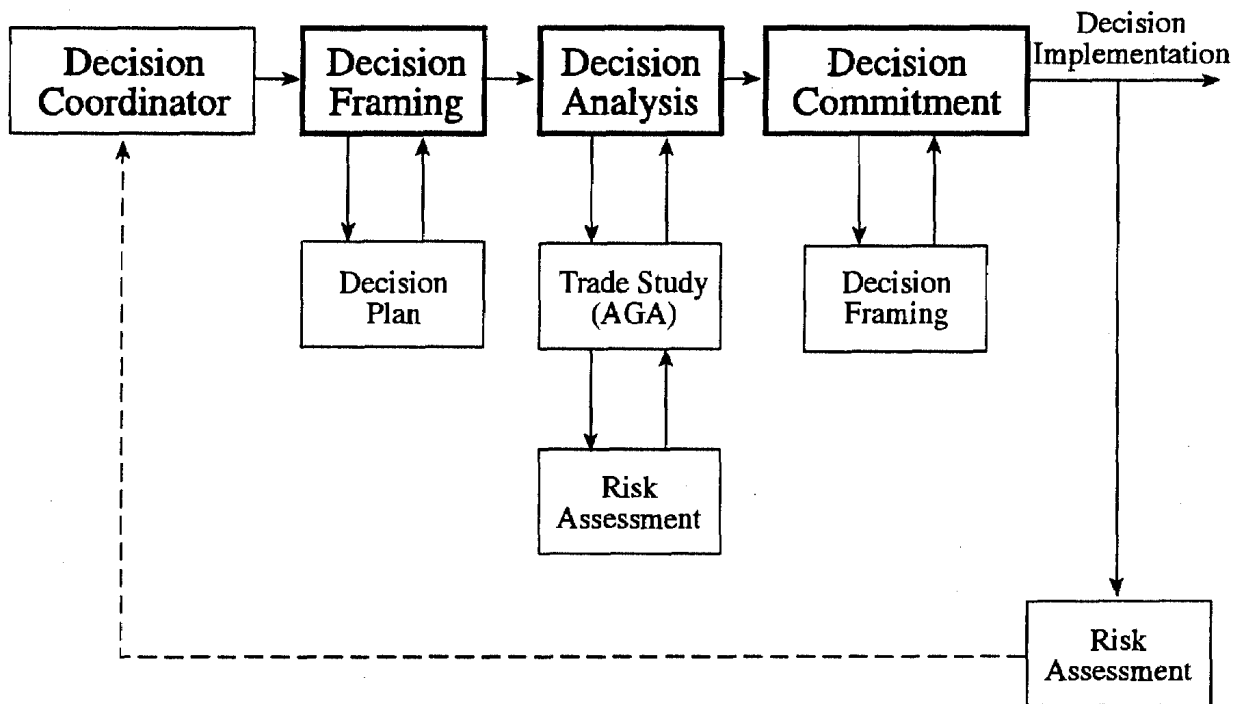 Decision
Coordinator
Decision
Framing
Decision
Analysis
Decision
Commitment
Decision
Implementation
Decision
Plan
Trade Study
(AGA)
Decision
Framing
Risk
Assessment
Risk
Assessment